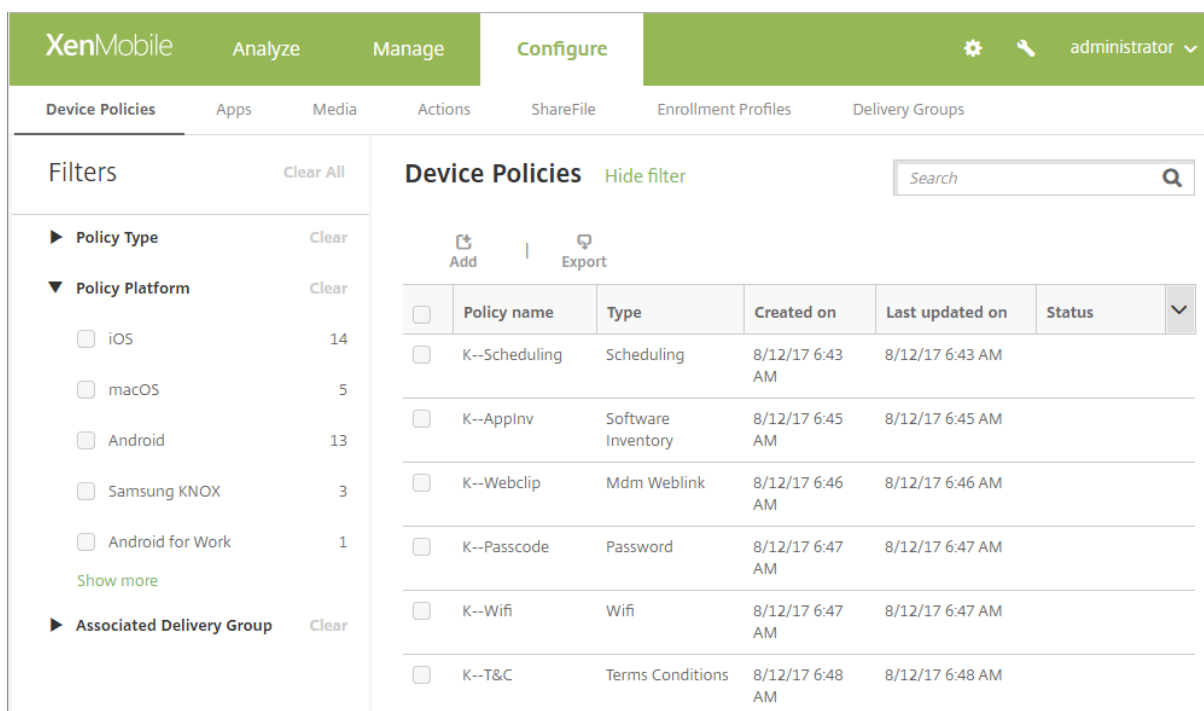 XenMobile Analyze Manage Configure administrator
Device Policies Apps Media Actions ShareFile Enrollment Profiles Delivery Groups
Filters Clear All
Policy Type Clear
Policy Platform Clear
iOS 14
macOS 5
Android 13
Samsung KNOX 3
Android for Work 1
Show more
Associated Delivery Group Clear
Device Policies Hide filter Search
Add | Export
Policy name Type Created on Last updated on Status
K--Scheduling Scheduling 8/12/17 6:43 8/12/17 6:43 AM
AM
K--AppInv Software 8/12/17 6:45 8/12/17 6:45 AM
Inventory AM
K--Webclip Mdm Weblink 8/12/17 6:46 8/12/17 6:46 AM
AM
K--Passcode Password 8/12/17 6:47 8/12/17 6:47 AM
AM
K--Wifi Wifi 8/12/17 6:47 8/12/17 6:47 AM
AM
K--T&C Terms Conditions 8/12/17 6:48 8/12/17 6:48 AM
AM